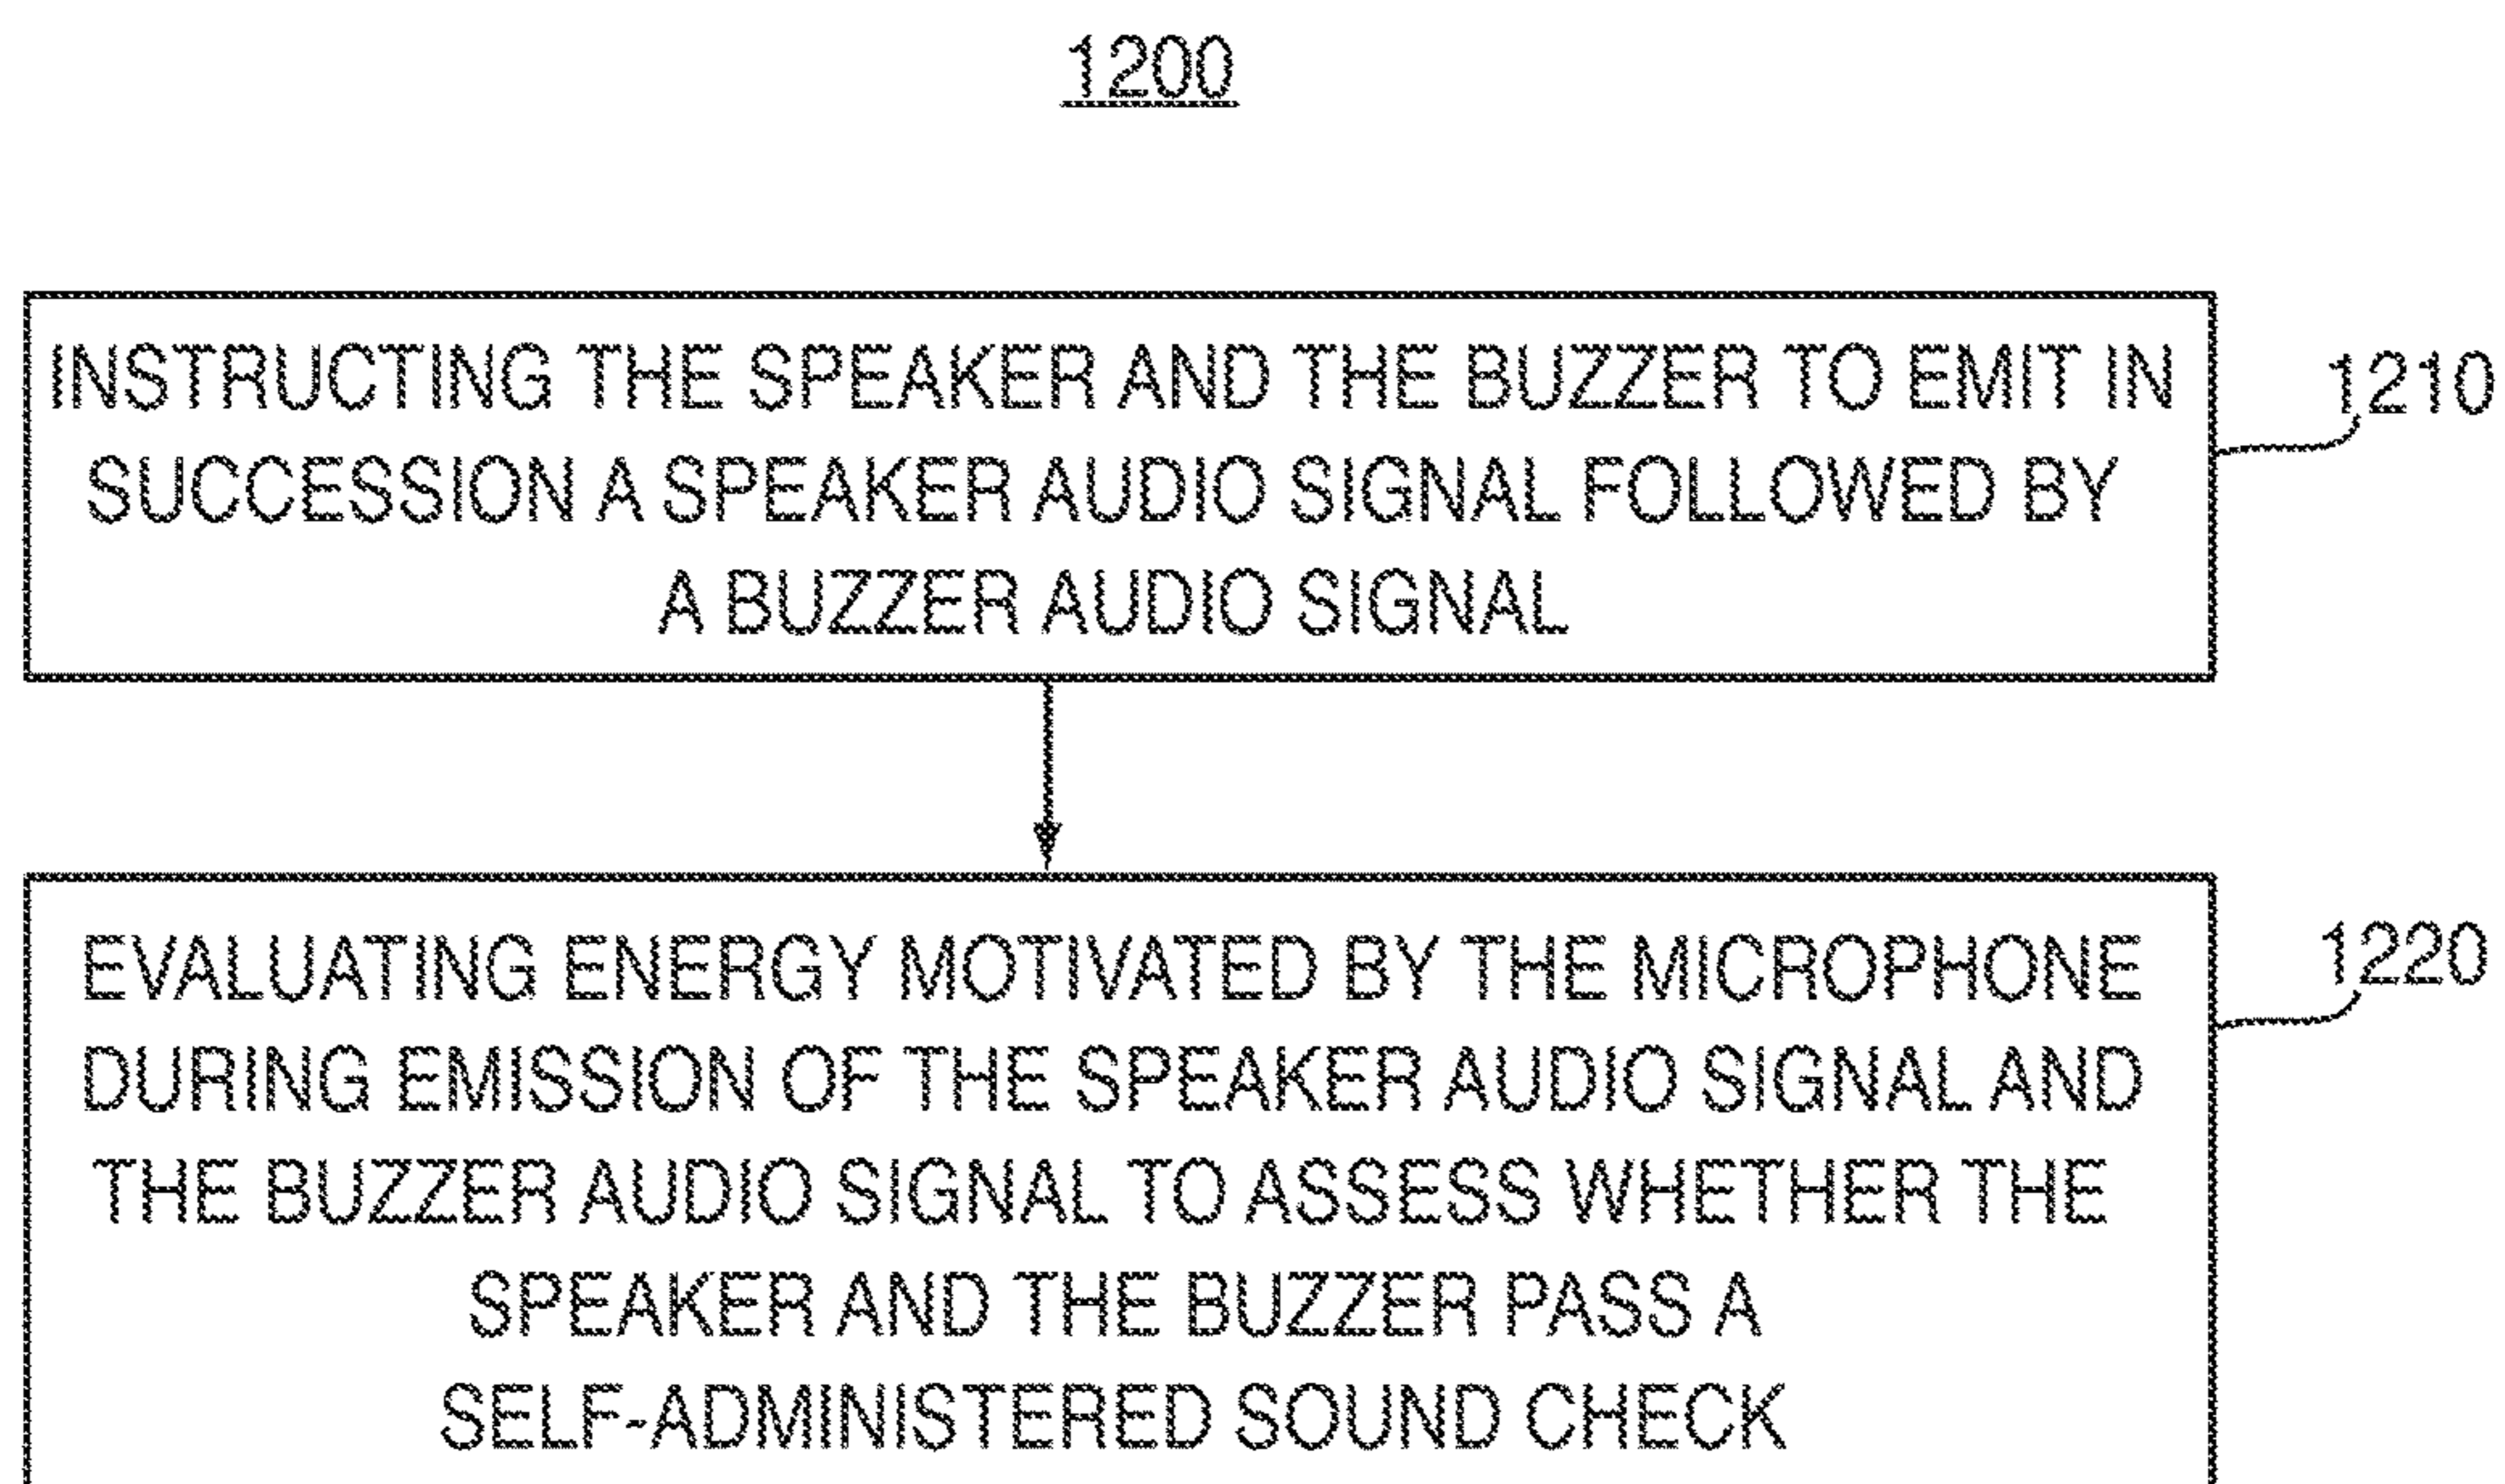 1200
INSTRUCTING THE SPEAKER AND THE BUZZER TO EMIT IN
SUCCESSION A SPEAKER AUDIO SIGNAL FOLLOWED BY
A BUZZER AUDIO SIGNAL
1210
EVALUATING ENERGY MOTIVATED BY THE MICROPHONE
DURING EMISSION OF THE SPEAKER AUDIO SIGNAL AND
THE BUZZER AUDIO SIGNAL TO ASSESS WHETHER THE
SPEAKER AND THE BUZZER PASS A
SELF-ADMINISTERED SOUND CHECK
1220